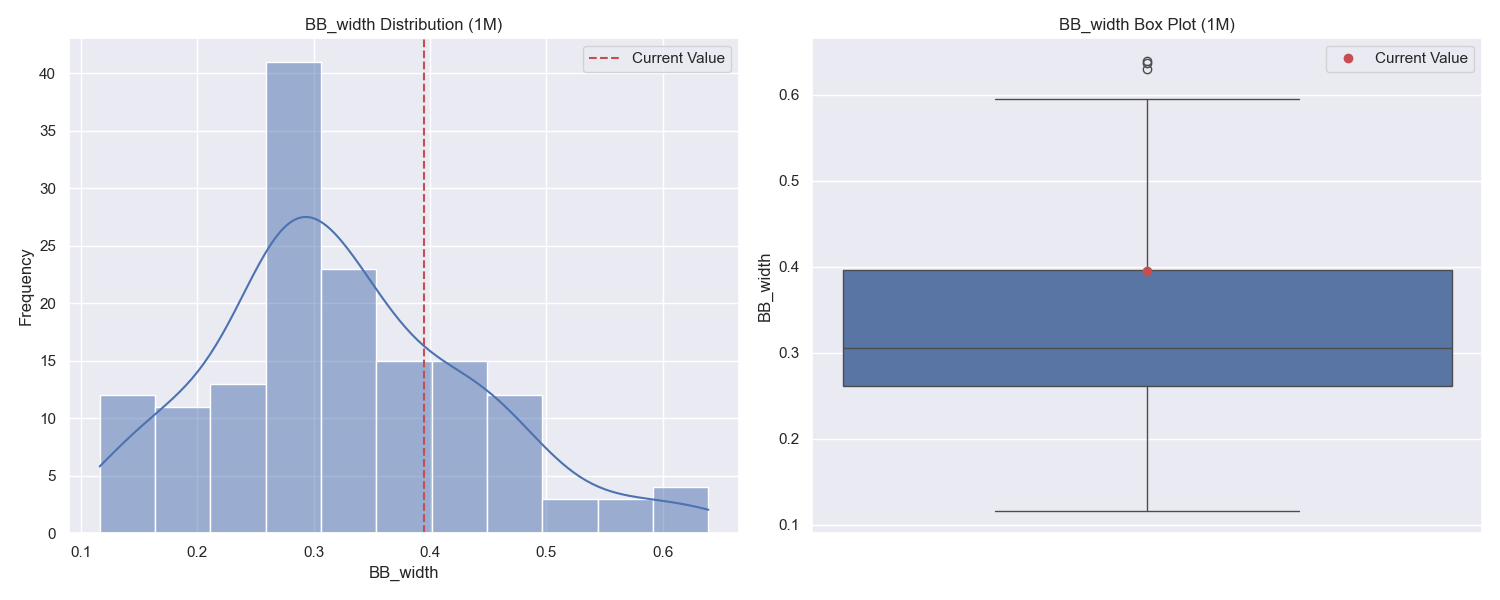 BB_width Distribution (1M)
Current Value
Frequency
40
35
30
25
20
15
10
5
0
0.1 0.2 0.3 0.4 0.5 0.6
BB_width
BB_width Box Plot (1M)
Current Value
BB_width
0.6
0.5
0.4
0.3
0.2
0.1